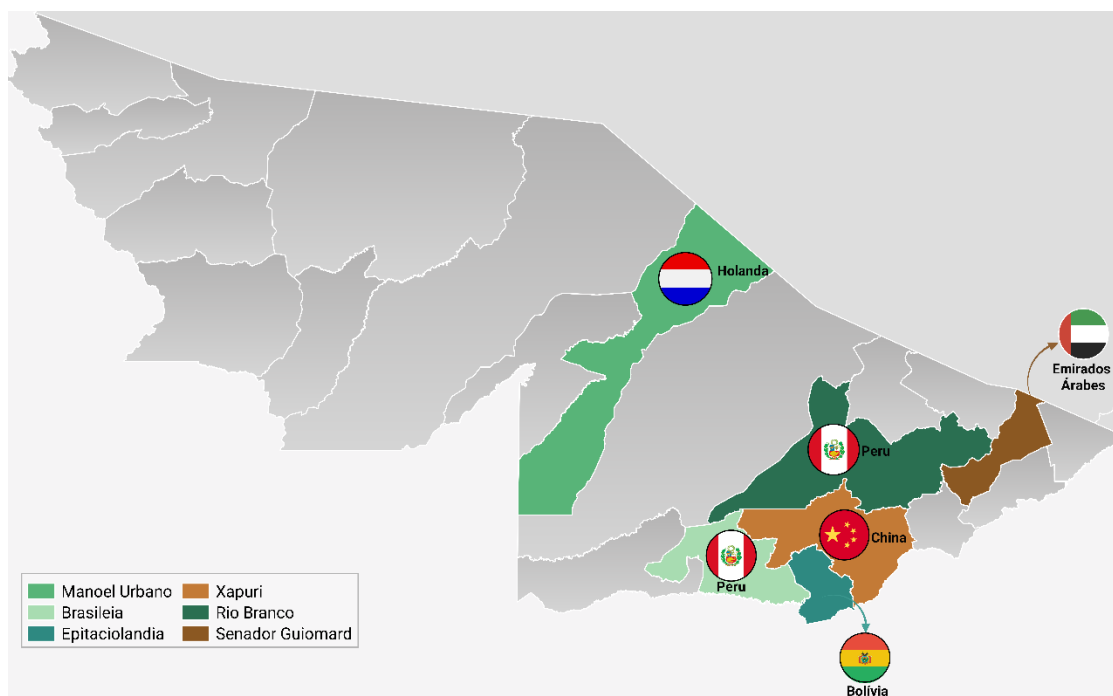 Holanda
Emirados
Árabes
Peru
China
Peru
Bolívia
Manoel Urbano
Xapuri
Brasileia
Rio Branco
Epitaciolandia
Senador Guiomard